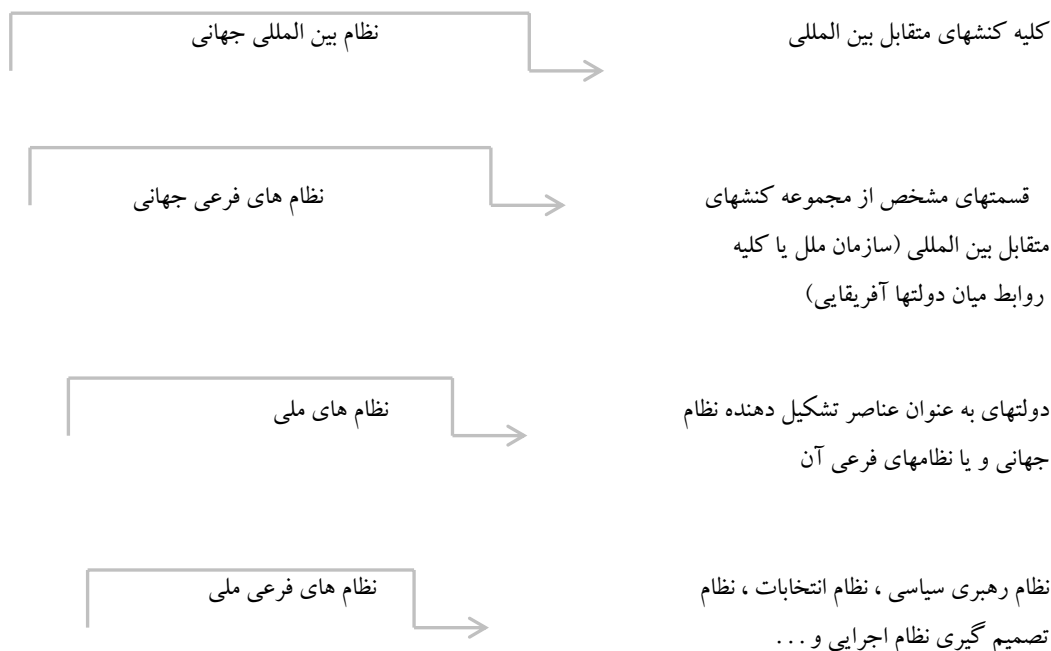 کلیه کنشهای متقابل بین المللی
نظام بین المللی جهانی
قسمتهای مشخص از مجموعه کنشهای
متقابل بین المللی (سازمان ملل یا کلیه
روابط میان دولتها آفریقایی)
نظام های فرعی جهانی
دولتهای به عنوان عناصر تشکیل دهنده نظام
جهانی و یا نظامهای فرعی آن
نظام های ملی
نظام رهبری سیاسی ، نظام انتخابات ، نظام
تصمیم گیری نظام اجرایی و ...
نظام های فرعی ملی